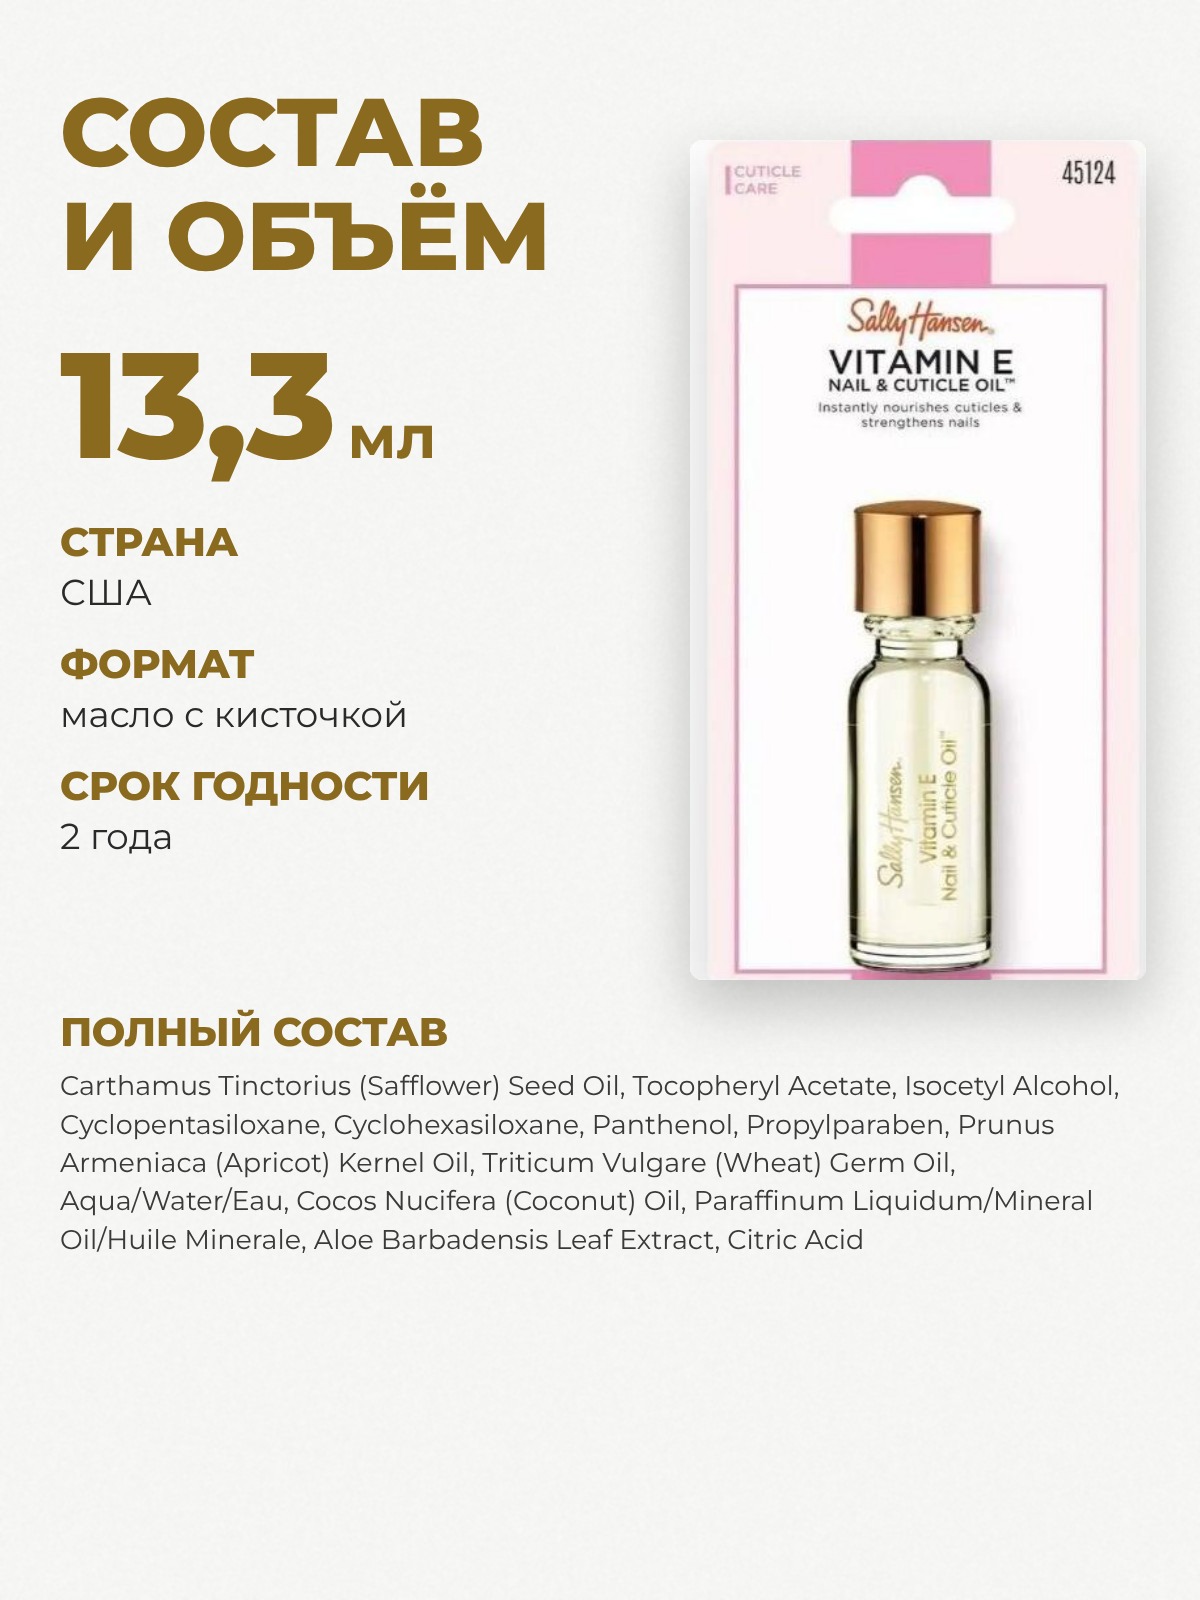 СОСТАВ
И ОБЪЁМ
13,3 мл
СТРАНА
США
ФОРМАТ
масло с кисточкой
СРОК ГОДНОСТИ
2 года
CUTICLE
CARE
45124
Sally Hansen®
VITAMIN E
NAIL & CUTICLE OIL™
Instantly nourishes cuticles &
strengthens nails
Sally Hansen.
Vitamin E
Nail & Cuticle Oil™
ПОЛНЫЙ СОСТАВ
Carthamus Tinctorius (Safflower) Seed Oil, Tocopheryl Acetate, Isocetyl Alcohol,
Cyclopentasiloxane, Cyclohexasiloxane, Panthenol, Propylparaben, Prunus
Armeniaca (Apricot) Kernel Oil, Triticum Vulgare (Wheat) Germ Oil,
Aqua/Water/Eau, Cocos Nucifera (Coconut) Oil, Paraffinum Liquidum/Mineral
Oil/Huile Minerale, Aloe Barbadensis Leaf Extract, Citric Acid